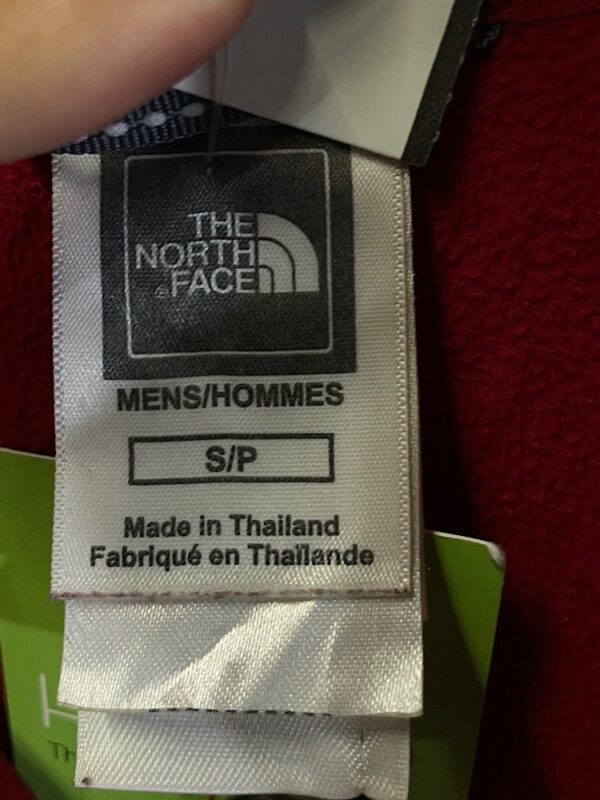 THE
NORTH
FACE
MENS/HOMMES
S/P
Made in Thailand
Fabriqué en Thaïlande